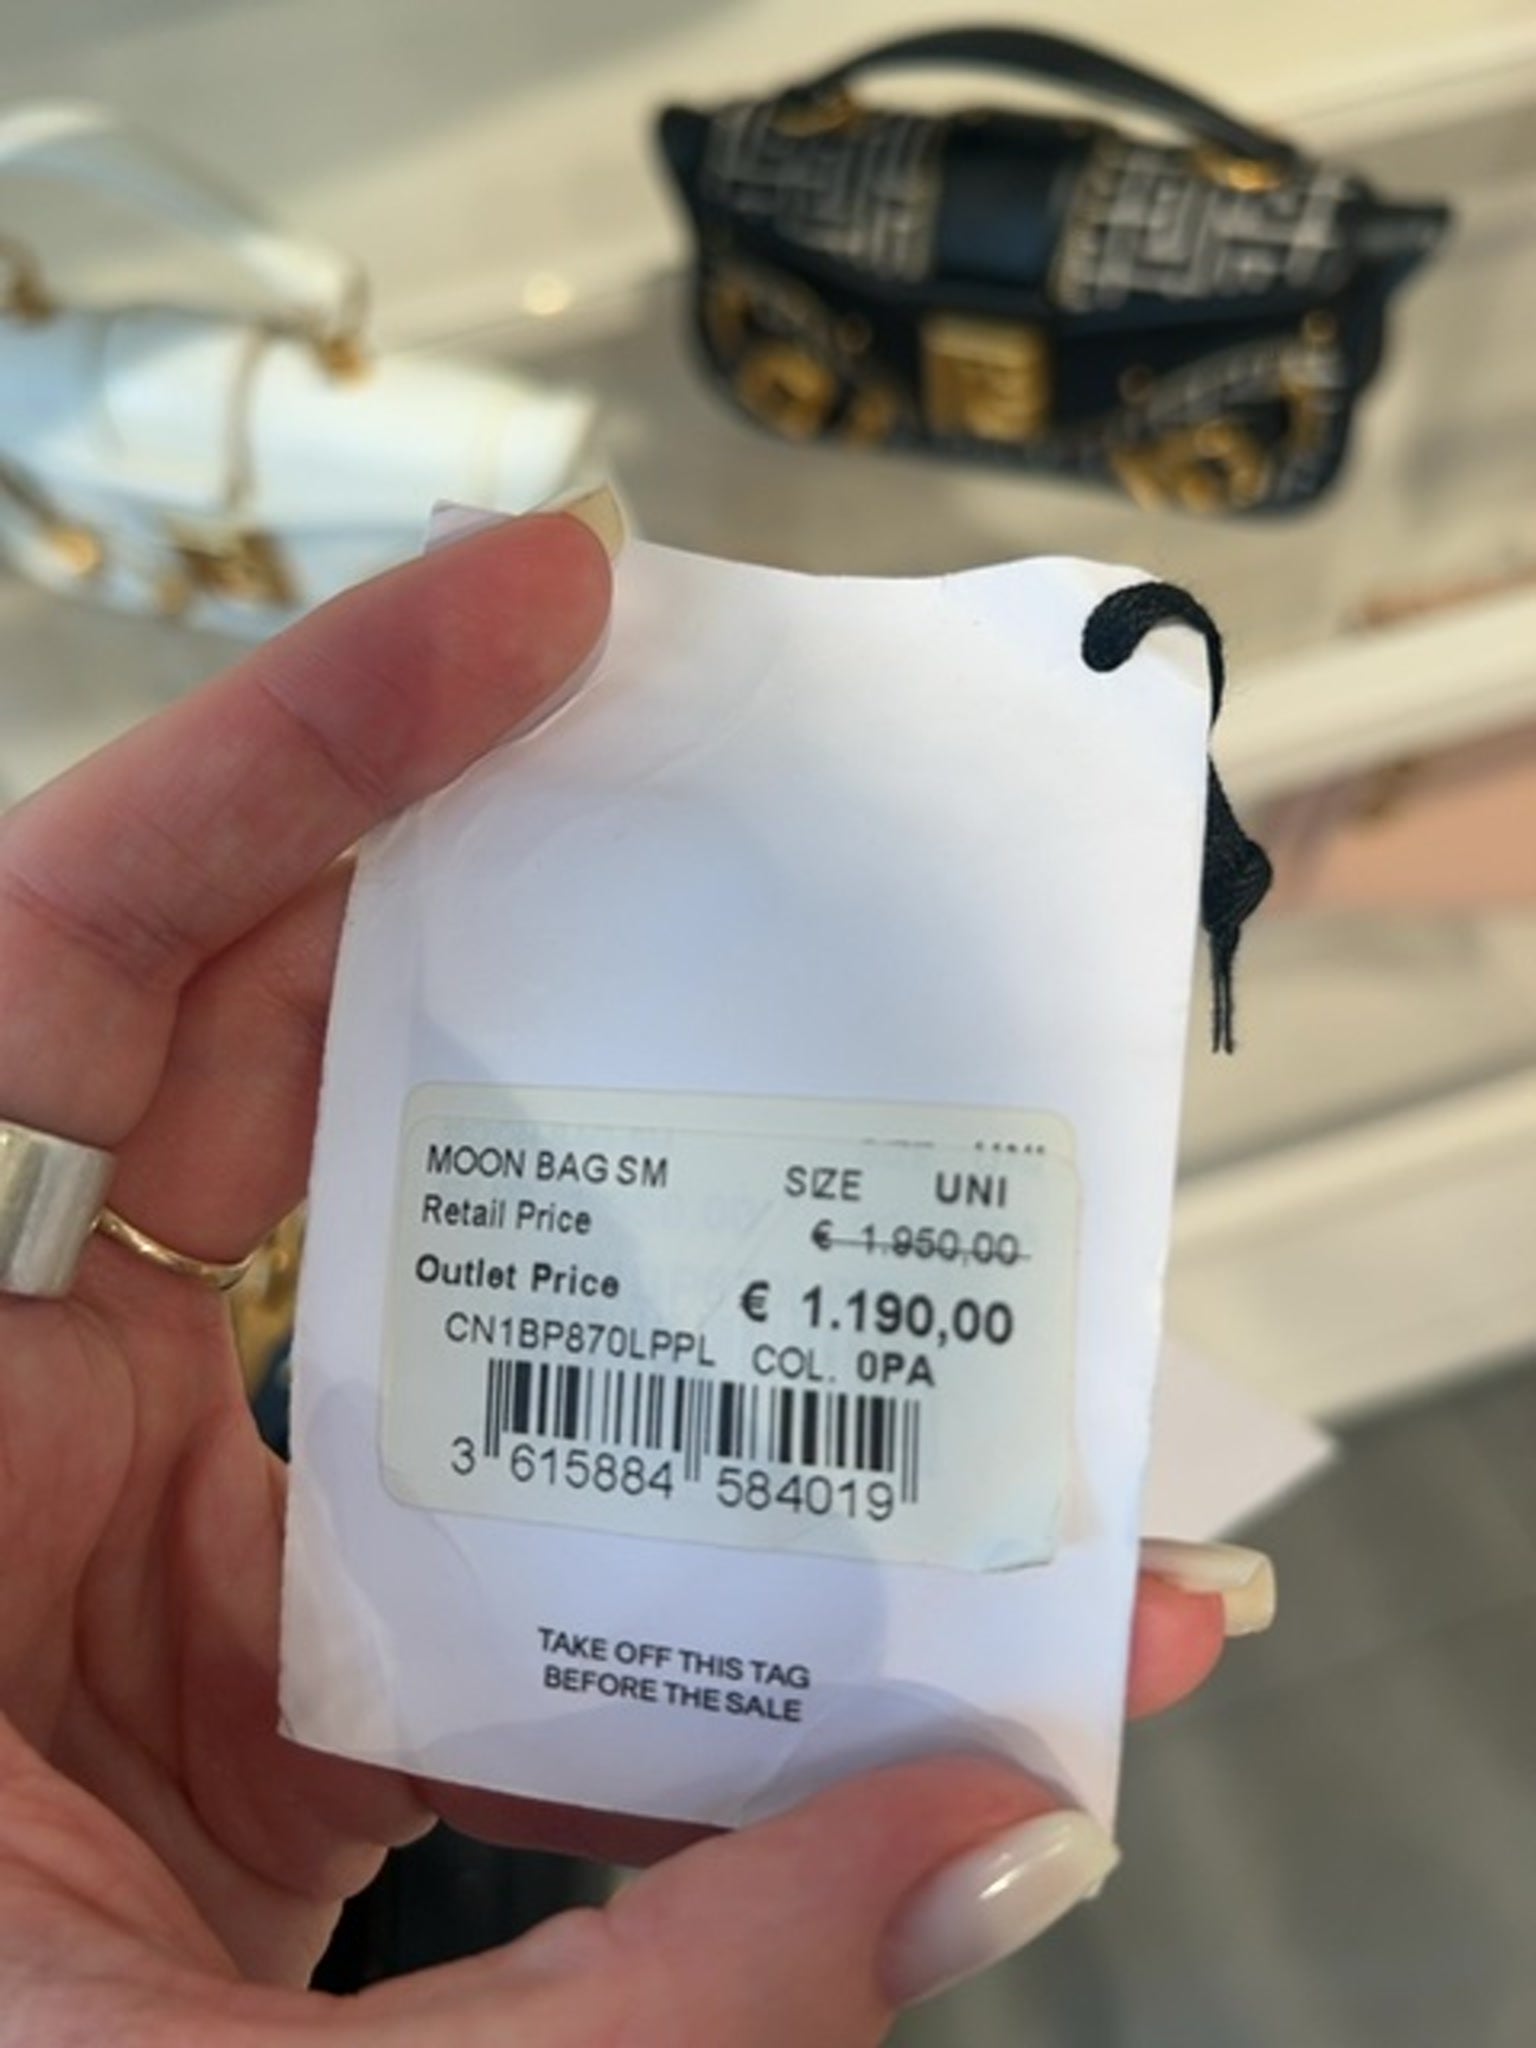 MOON BAG SM SIZE UNI
Retail Price € 1.950,00
Outlet Price € 1.190,00
CN1BP870LPPL COL. 0PA
3 615884 584019
TAKE OFF THIS TAG
BEFORE THE SALE